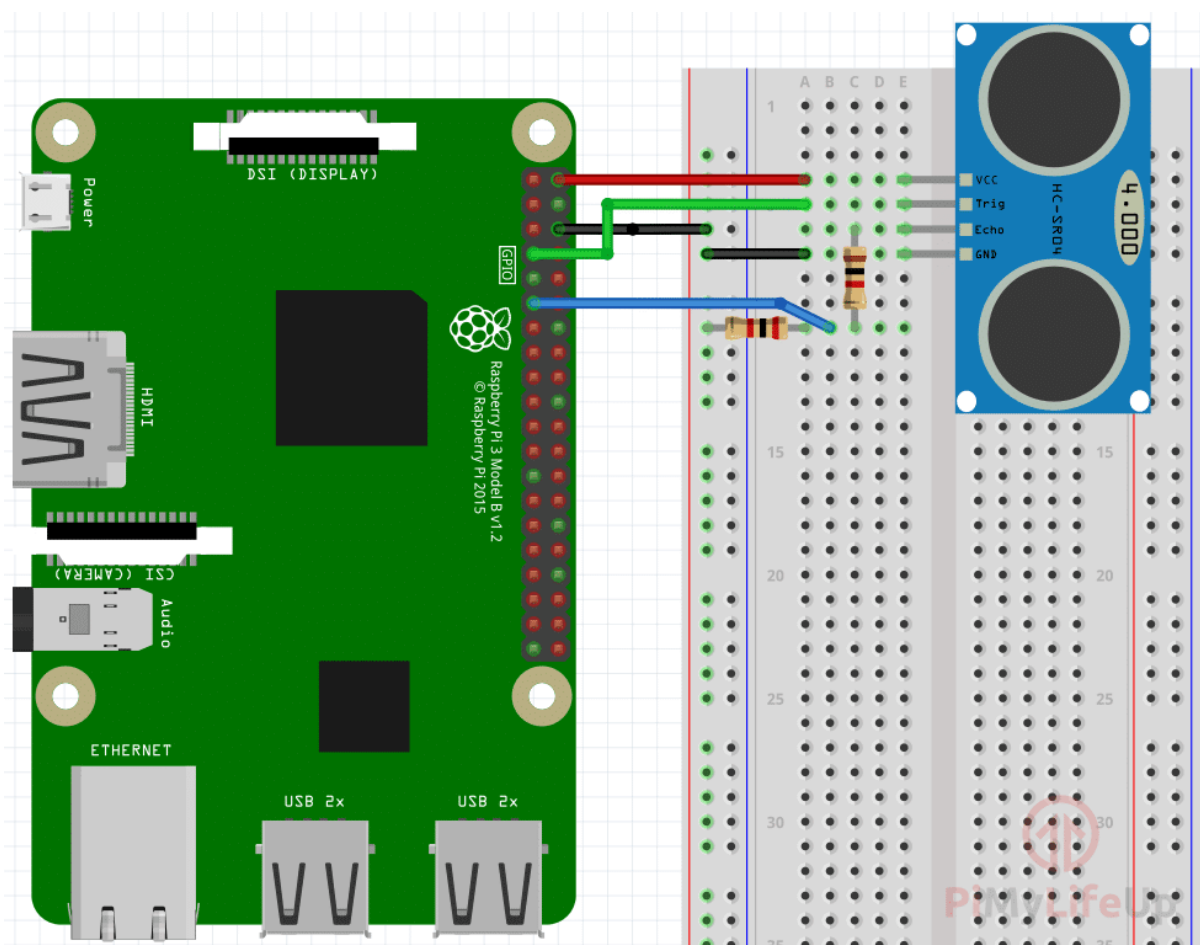 DSI (DISPLAY)
Power
HDMI
CSI (CAMERA)
Audio
ETHERNET
USB 2x
USB 2x
GPIO
Raspberry Pi 3 Model B v1.2
© Raspberry Pi 2015
A B C D E
1
15
20
25
30
15
20
25
30
VCC
Trig
Echo
GND
HC-SR04
4.000
PiMyLifeUp